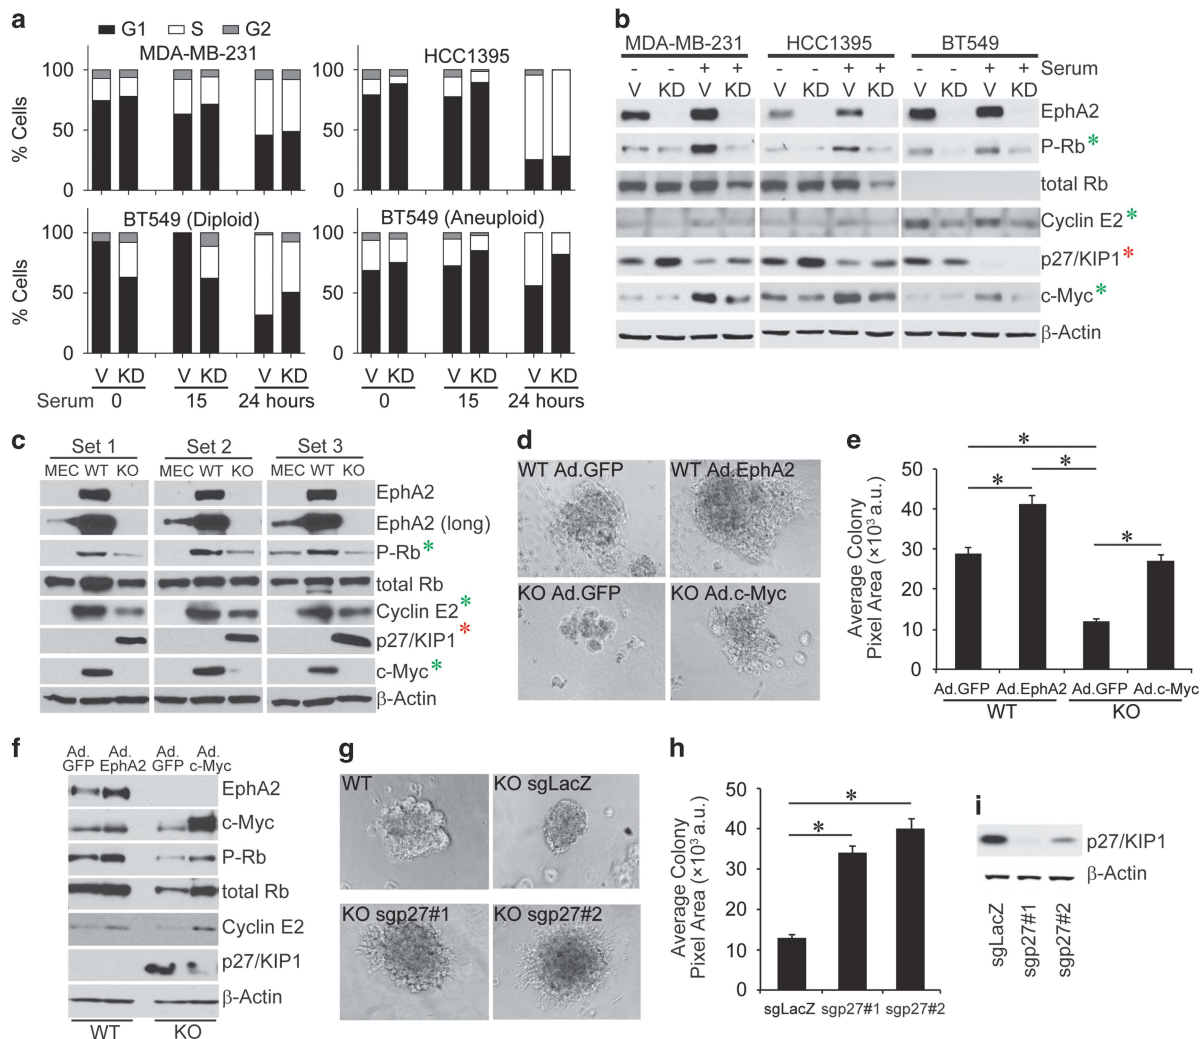 a
G1 S G2
MDA-MB-231
HCC1395
% Cells
100
50
0
100
50
0
BT549 (Diploid)
BT549 (Aneuploid)
% Cells
100
50
0
100
50
0
V KD V KD V KD
V KD V KD V KD
Serum 0 15 24 hours
0 15 24 hours
b
MDA-MB-231 HCC1395 BT549
- - + + - - + + - - + + Serum
V KD V KD V KD V KD V KD V KD
EphA2
P-Rb*
total Rb
Cyclin E2*
p27/KIP1*
c-Myc*
β-Actin
c
Set 1 Set 2 Set 3
MEC WT KO MEC WT KO MEC WT KO
EphA2
EphA2 (long)
P-Rb*
total Rb
Cyclin E2*
p27/KIP1*
c-Myc*
β-Actin
d
WT Ad.GFP
WT Ad.EphA2
KO Ad.GFP
KO Ad.c-Myc
e
Average Colony
Pixel Area (×10³ a.u.)
50
40
30
20
10
0
* * * *
Ad.GFP Ad.EphA2 Ad.GFP Ad.c-Myc
WT KO
f
Ad. Ad. Ad. Ad.
GFP EphA2 GFP c-Myc
EphA2
c-Myc
P-Rb
total Rb
Cyclin E2
p27/KIP1
β-Actin
WT KO
g
WT
KO sgLacZ
KO sgp27#1
KO sgp27#2
h
Average Colony
Pixel Area (×10³ a.u.)
50
40
30
20
10
0
* *
sgLacZ sgp27#1 sgp27#2
i
p27/KIP1
β-Actin
sgLacZ
sgp27#1
sgp27#2